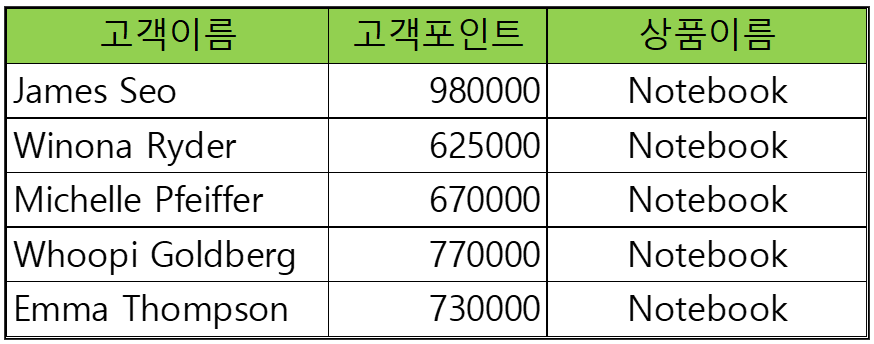 고객이름 고객포인트 상품이름
James Seo 980000 Notebook
Winona Ryder 625000 Notebook
Michelle Pfeiffer 670000 Notebook
Whoopi Goldberg 770000 Notebook
Emma Thompson 730000 Notebook